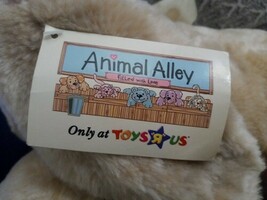 Animal Alley
Filled with Love
Only at TOYS R US